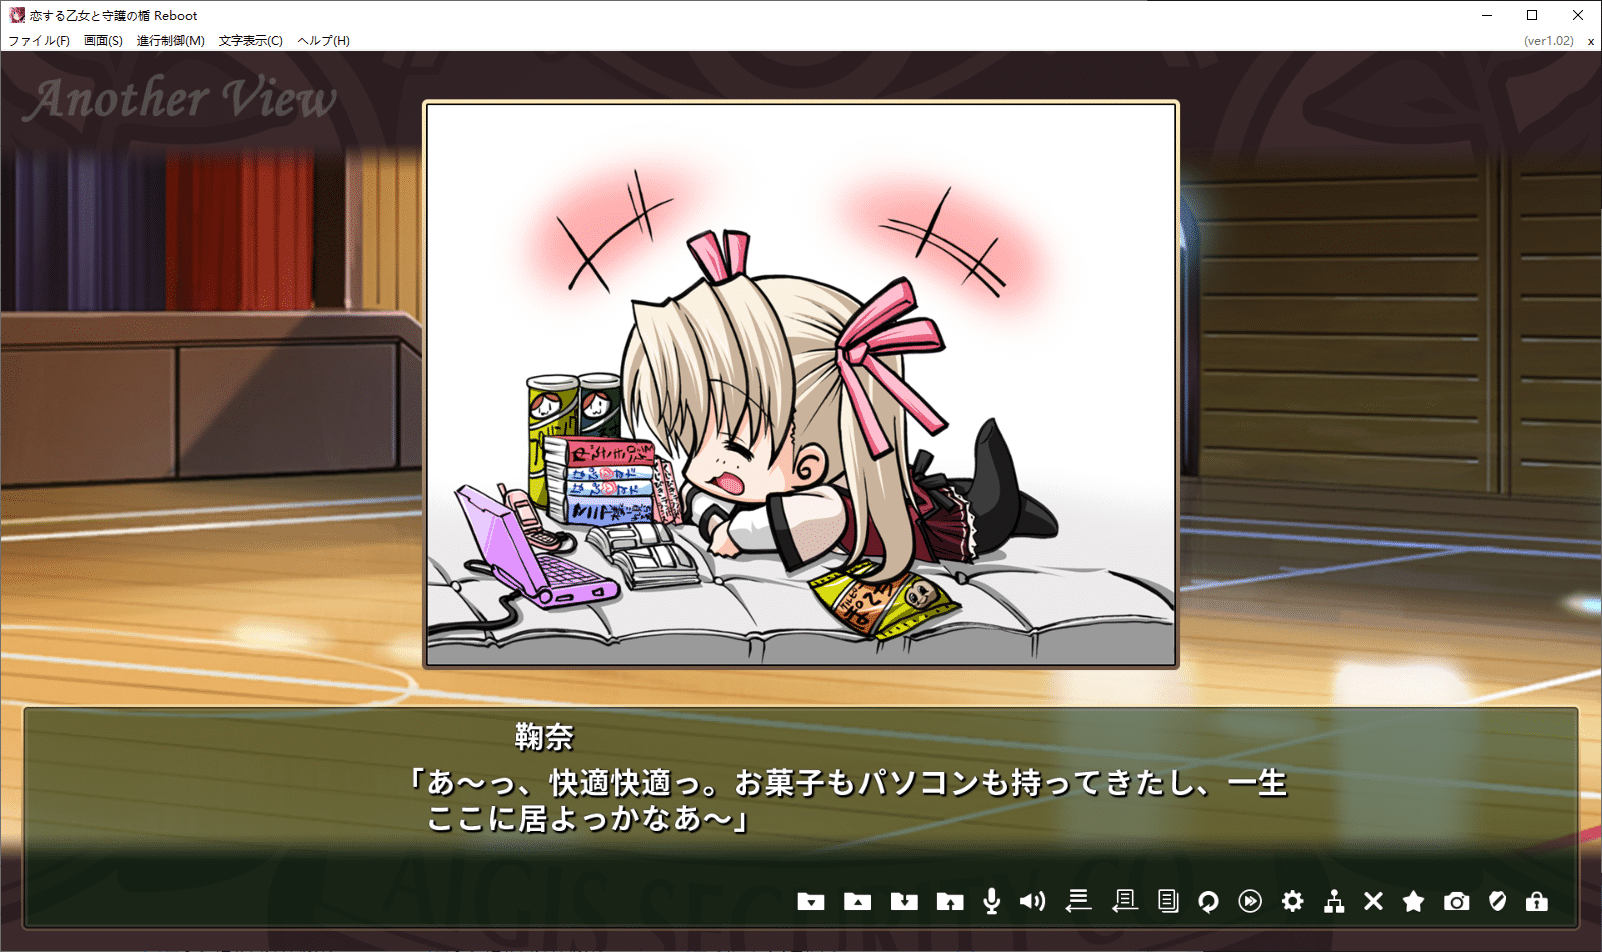 恋する乙女と守護の楯 Reboot
ファイル(F) 画面(S) 進行制御(M) 文字表示(C) ヘルプ(H) (ver1.02) x
Another View
鞠奈
「あ～っ、快適快適っ。お菓子もパソコンも持ってきたし、一生
ここに居よっかなあ～」
AIGIS SECURITY CO